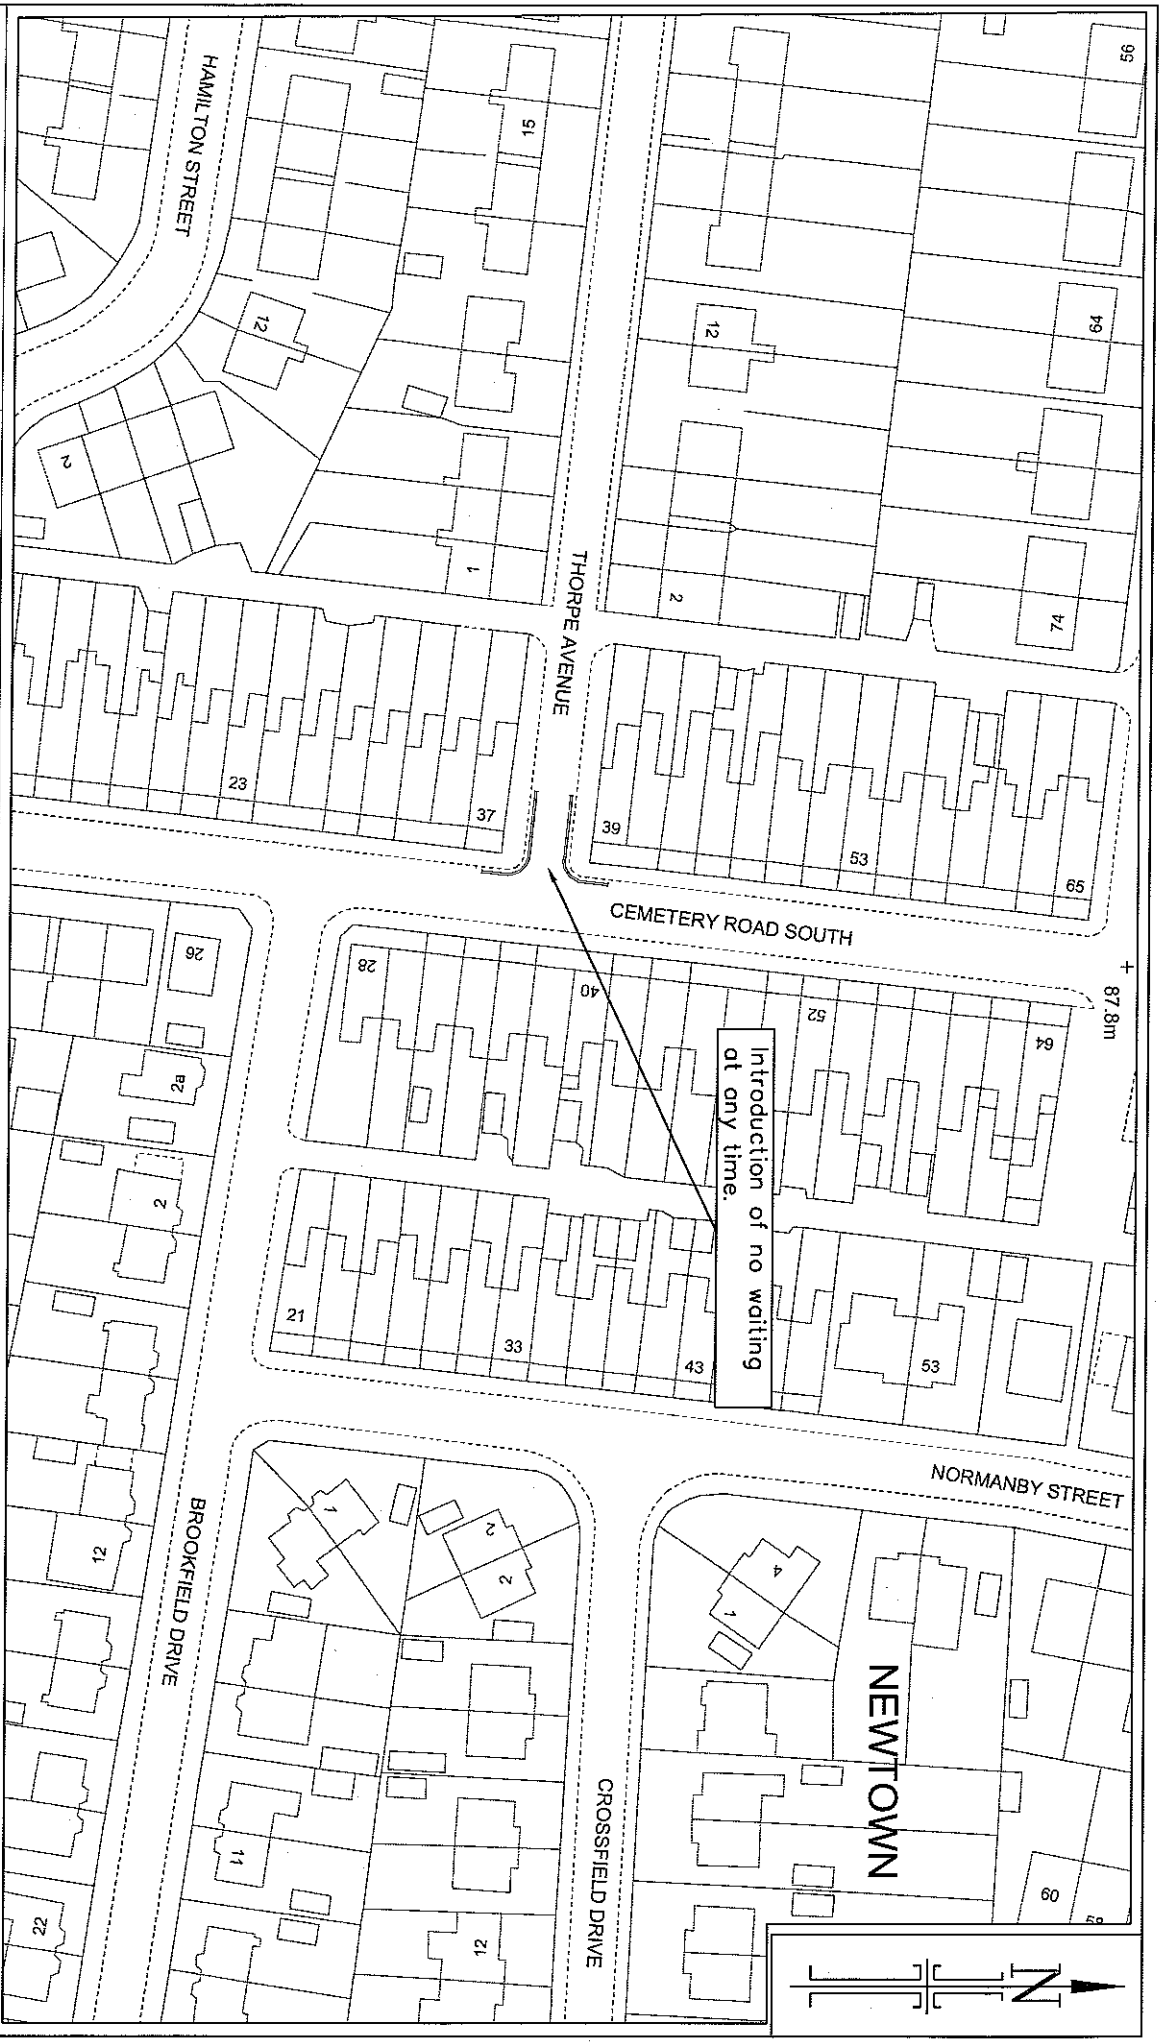 56
HAMILTON STREET
15
64
12
12
2
1
THORPE AVENUE
2
74
23
37
39
53
65
CEMETERY ROAD SOUTH
87.8m
26
28
40
52
64
2a
2
Introduction of no waiting
at any time.
21
33
43
53
NORMANBY STREET
BROOKFIELD DRIVE
12
1
2
2
4
1
NEWTOWN
CROSSFIELD DRIVE
11
12
22
60
N